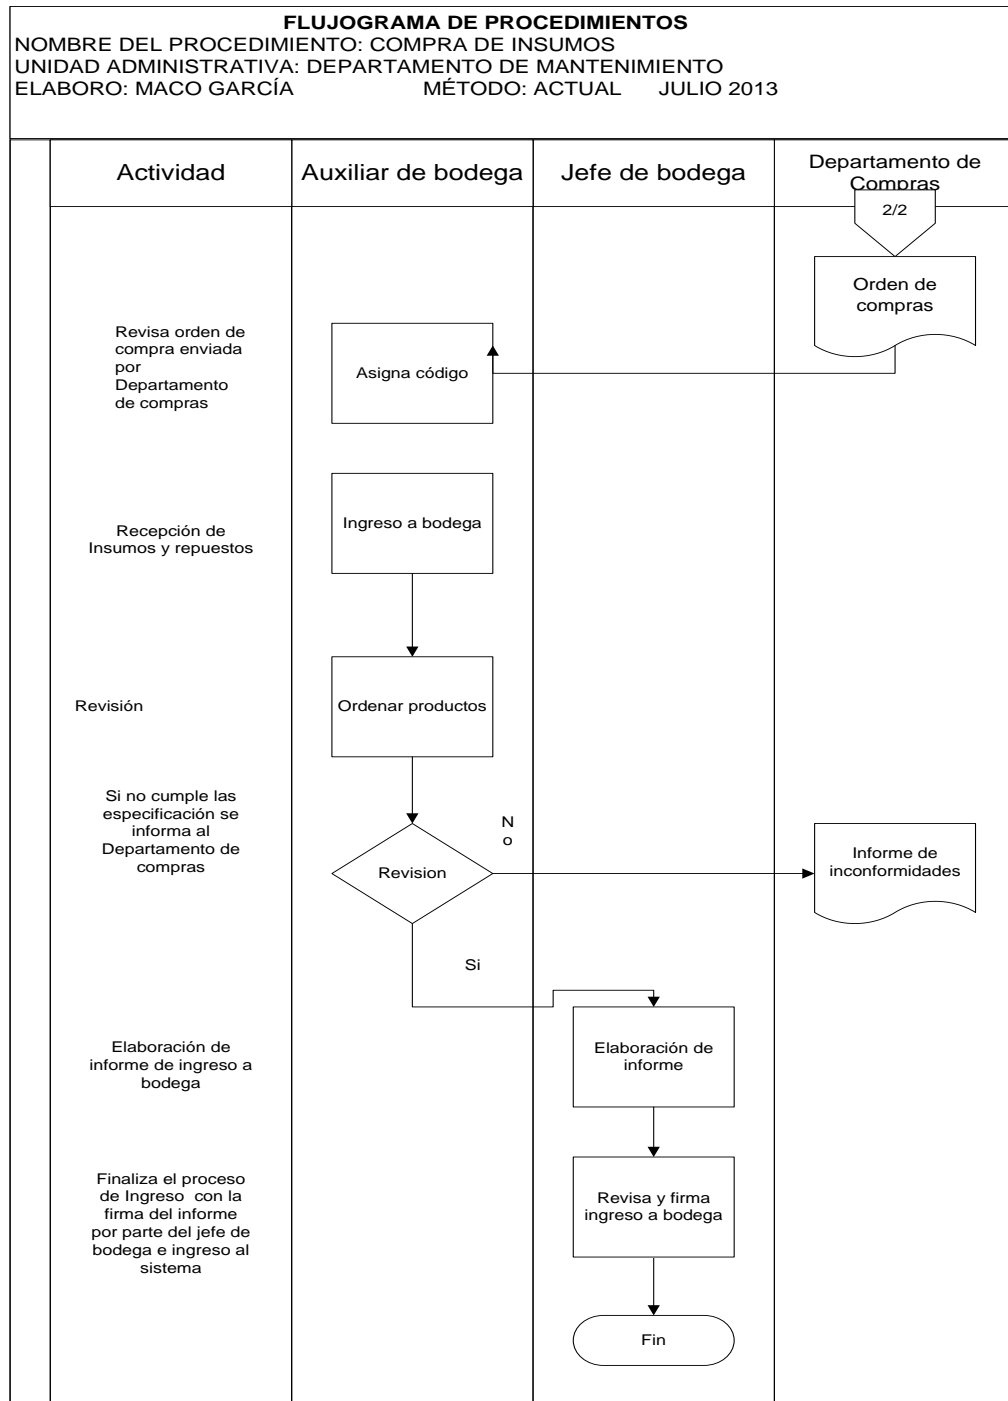 FLUJOGRAMA DE PROCEDIMIENTOS
NOMBRE DEL PROCEDIMIENTO: COMPRA DE INSUMOS
UNIDAD ADMINISTRATIVA: DEPARTAMENTO DE MANTENIMIENTO
ELABORO: MACO GARCÍA MÉTODO: ACTUAL JULIO 2013
Actividad
Auxiliar de bodega
Jefe de bodega
Departamento de
Compras
2/2
Orden de
compras
Revisa orden de
compra enviada
por
Departamento
de compras
Asigna código
Recepción de
Insumos y repuestos
Ingreso a bodega
Revisión
Ordenar productos
Si no cumple las
especificación se
informa al
Departamento de
compras
Revision
N
o
Informe de
inconformidades
Si
Elaboración de
informe de ingreso a
bodega
Elaboración de
informe
Finaliza el proceso
de Ingreso con la
firma del informe
por parte del jefe de
bodega e ingreso al
sistema
Revisa y firma
ingreso a bodega
Fin